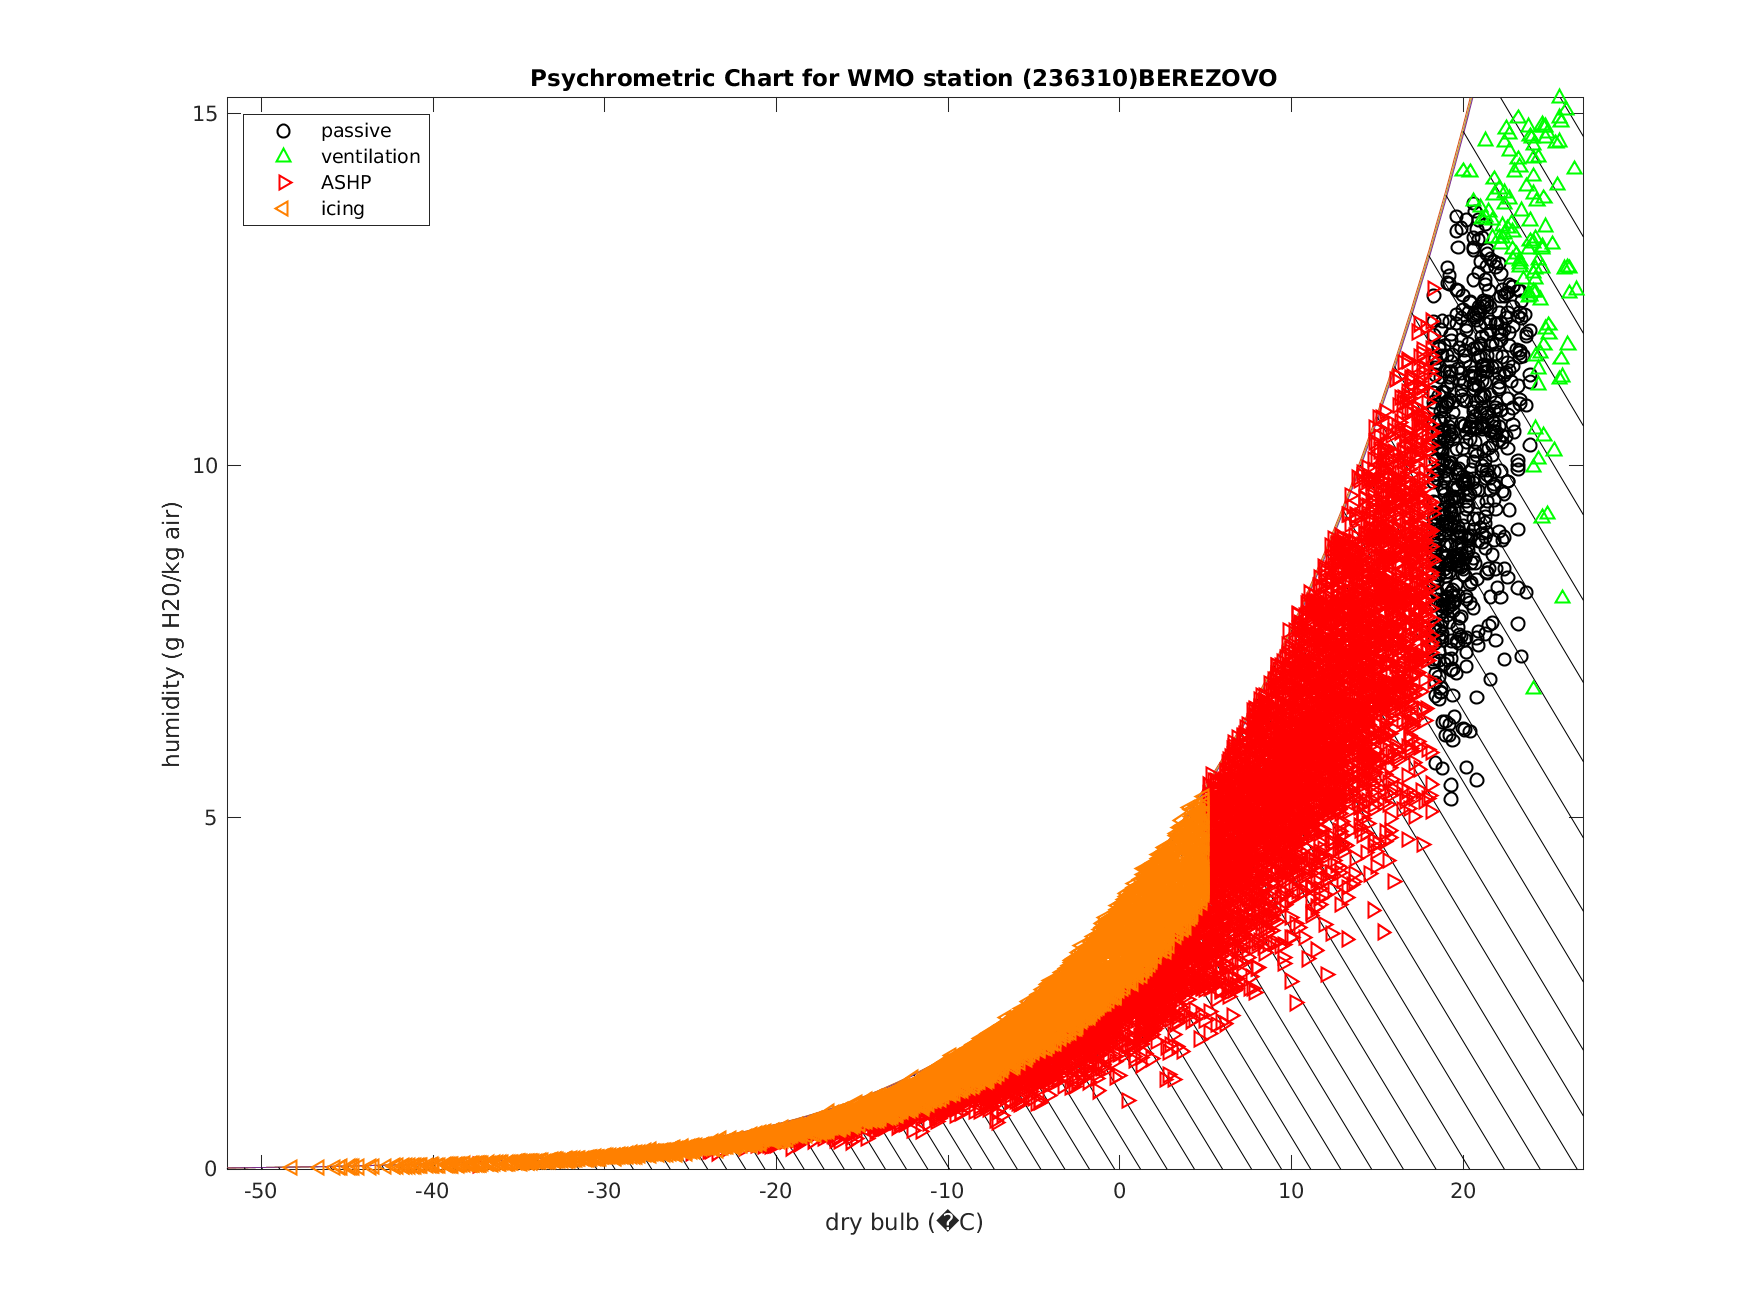 Psychrometric Chart for WMO station (236310)BEREZOVO
passive
ventilation
ASHP
icing
humidity (g H20/kg air)
15
10
5
0
-50 -40 -30 -20 -10 0 10 20
dry bulb (�C)